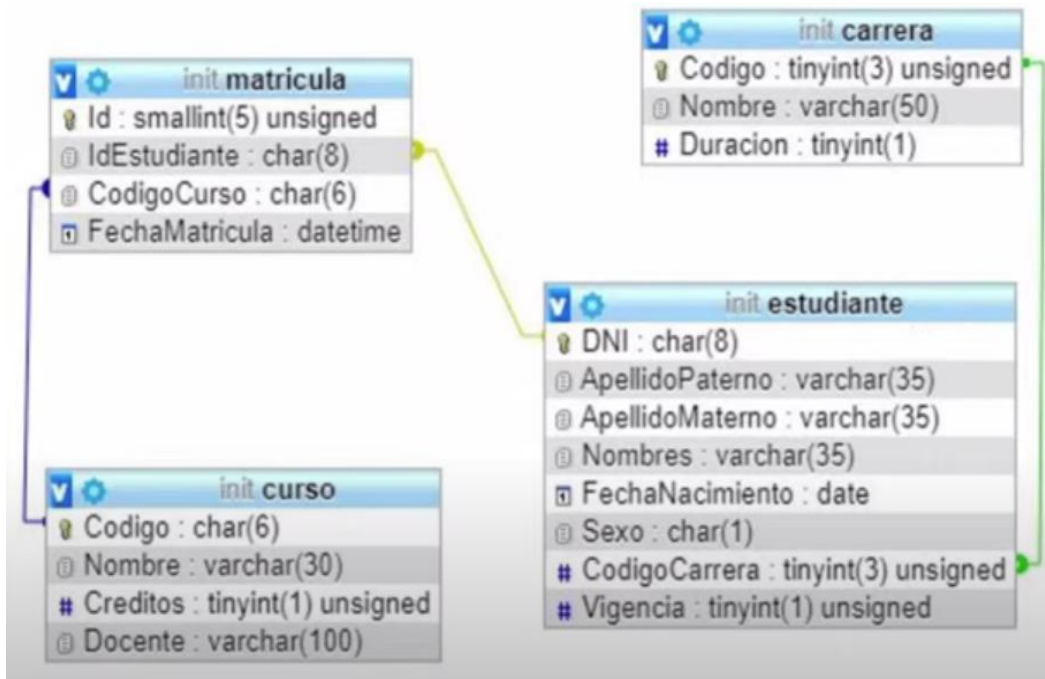 init matricula
Id : smallint(5) unsigned
IdEstudiante : char(8)
CodigoCurso : char(6)
FechaMatricula : datetime
init carrera
Codigo : tinyint(3) unsigned
Nombre : varchar(50)
# Duracion : tinyint(1)
init estudiante
DNI : char(8)
ApellidoPaterno : varchar(35)
ApellidoMaterno : varchar(35)
Nombres : varchar(35)
FechaNacimiento : date
Sexo : char(1)
# CodigoCarrera : tinyint(3) unsigned
# Vigencia : tinyint(1) unsigned
init curso
Codigo : char(6)
Nombre : varchar(30)
# Creditos : tinyint(1) unsigned
Docente : varchar(100)